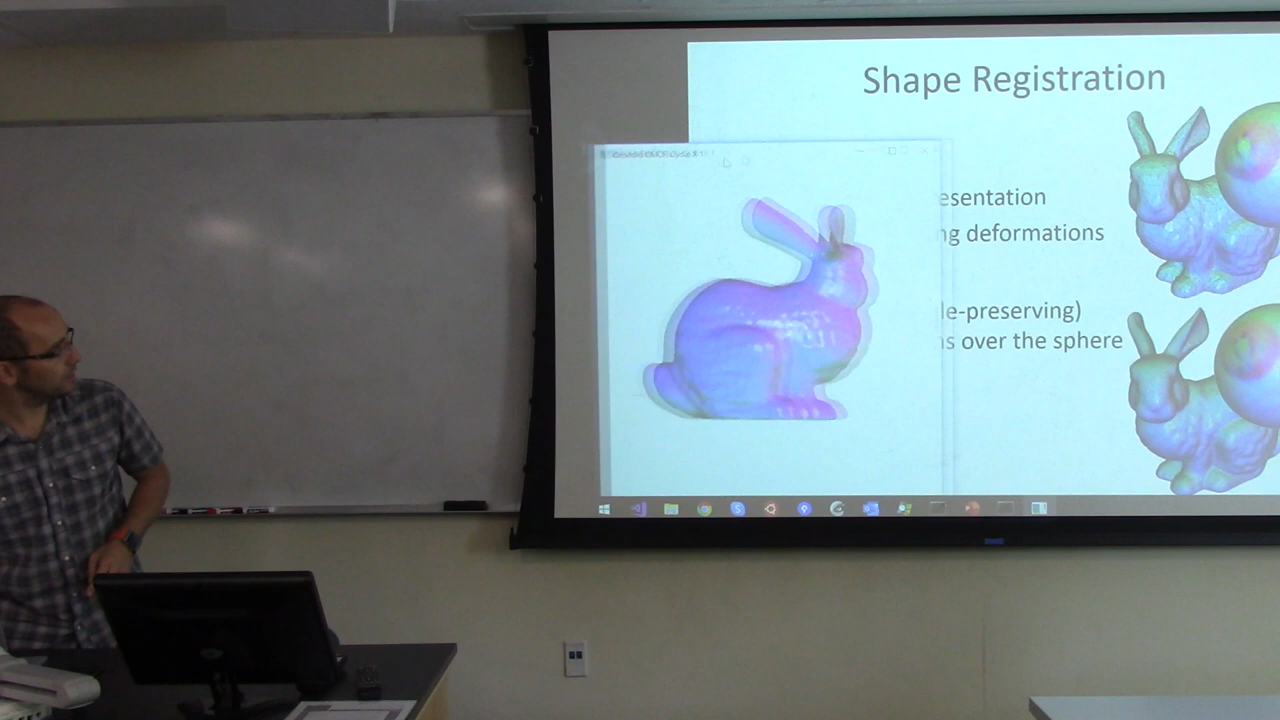 Shape Registration
esentation
ng deformations
le-preserving)
s over the sphere